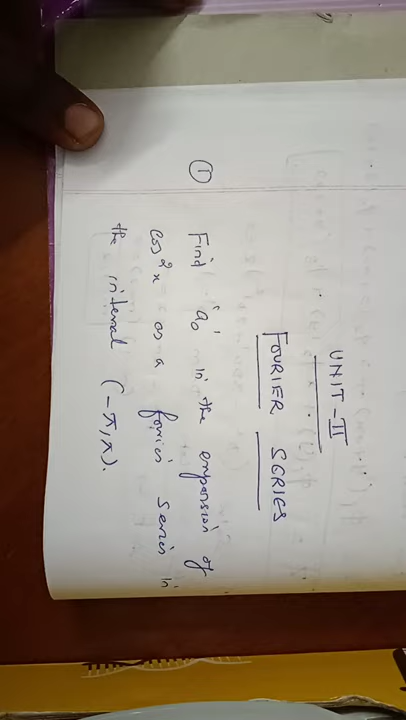 UNIT-II
FOURIER SERIES
① Find 'a₀' in the expansion of
cos²x as a fourier series in
the interval (-π, π).